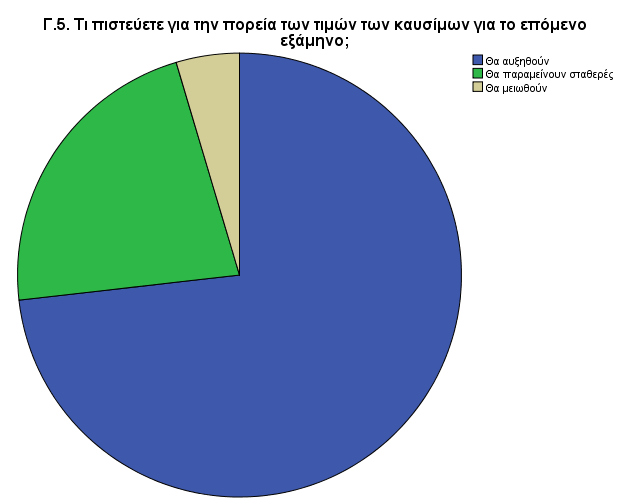 Γ.5. Τι πιστεύετε για την πορεία των τιμών των καυσίμων για το επόμενο
εξάμηνο;
Θα αυξηθούν
Θα παραμείνουν σταθερές
Θα μειωθούν